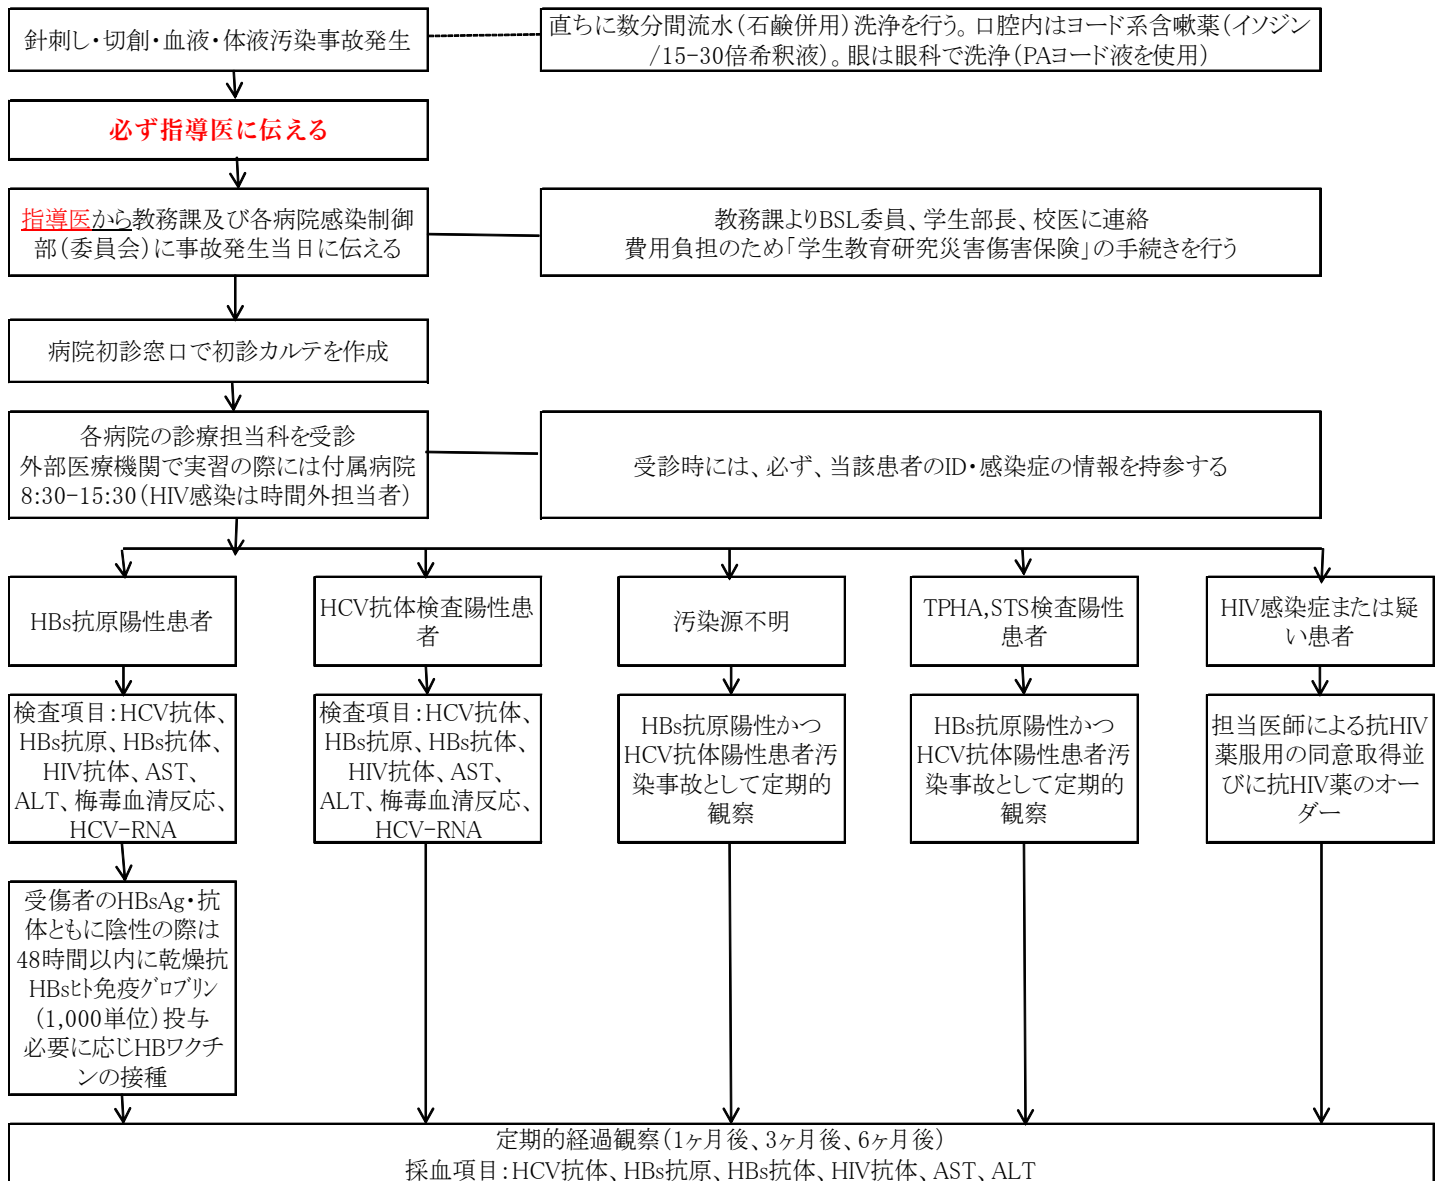 針刺し・切創・血液・体液汚染事故発生
直ちに数分間流水（石鹸併用）洗浄を行う。口腔内はヨード系含嗽薬（イソジン
/15-30倍希釈液）。眼は眼科で洗浄（PAヨード液を使用）
必ず指導医に伝える
指導医から教務課及び各病院感染制御
部（委員会）に事故発生当日に伝える
教務課よりBSL委員、学生部長、校医に連絡
費用負担のため「学生教育研究災害傷害保険」の手続きを行う
病院初診窓口で初診カルテを作成
各病院の診療担当科を受診
外部医療機関で実習の際には付属病院
8:30-15:30（HIV感染は時間外担当者）
受診時には、必ず、当該患者のID・感染症の情報を持参する
HBs抗原陽性患者
HCV抗体検査陽性患
者
汚染源不明
TPHA,STS検査陽性
患者
HIV感染症または疑
い患者
検査項目：HCV抗体、
HBs抗原、HBs抗体、
HIV抗体、AST、
ALT、梅毒血清反応、
HCV-RNA
検査項目：HCV抗体、
HBs抗原、HBs抗体、
HIV抗体、AST、
ALT、梅毒血清反応、
HCV-RNA
HBs抗原陽性かつ
HCV抗体陽性患者汚
染事故として定期的
観察
HBs抗原陽性かつ
HCV抗体陽性患者汚
染事故として定期的
観察
担当医師による抗HIV
薬服用の同意取得並
びに抗HIV薬のオー
ダー
受傷者のHBsAg・抗
体ともに陰性の際は
48時間以内に乾燥抗
HBsﾋﾄ免疫ｸﾞﾛﾌﾞﾘﾝ
（1,000単位）投与
必要に応じHBワクチ
ンの接種
定期的経過観察（1ヶ月後、3ヶ月後、6ヶ月後）
採血項目：HCV抗体、HBs抗原、HBs抗体、HIV抗体、AST、ALT